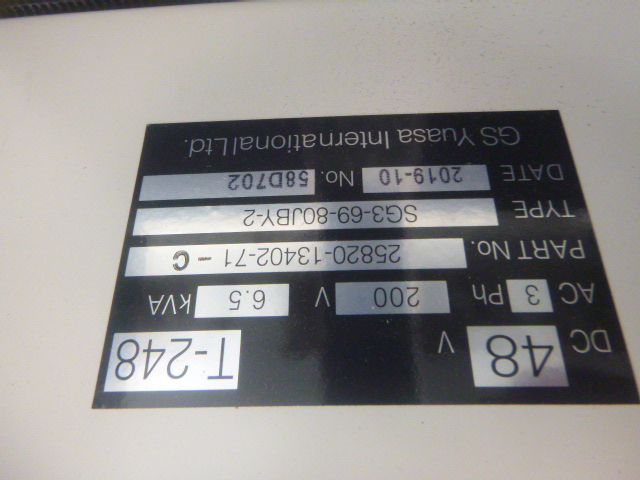 DC 48 V T-248
AC 3 Ph 200 V 6.5 kVA
PART No. 25820-13402-71 - C
TYPE SG3-69-80JBY-2
DATE 2019-10 No. 58D702
GS Yuasa International Ltd.